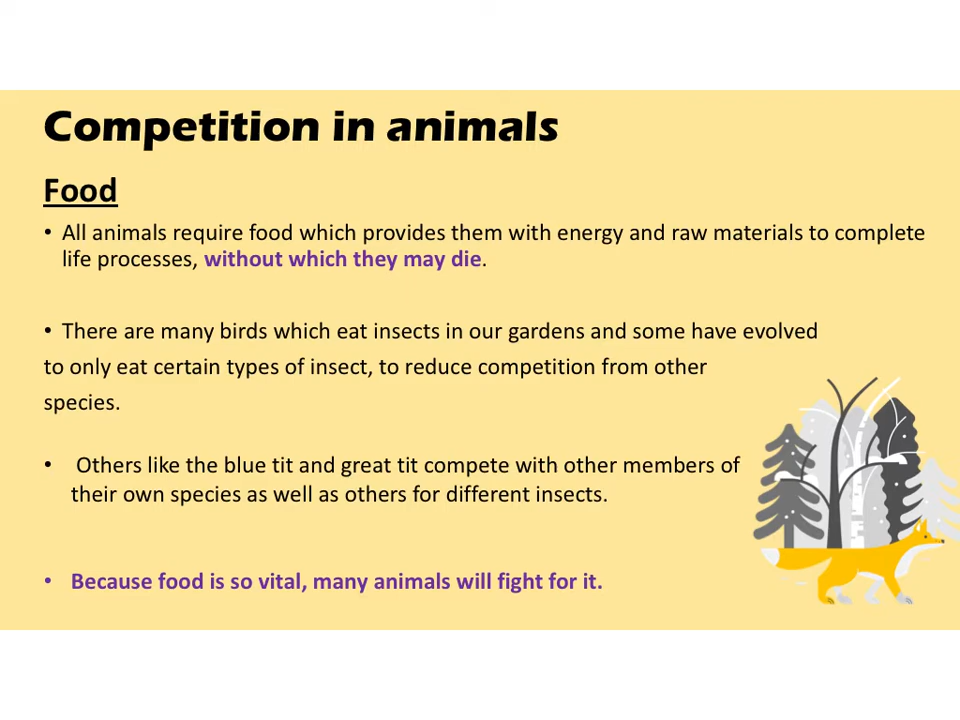 Competition in animals
Food
• All animals require food which provides them with energy and raw materials to complete
life processes, without which they may die.
• There are many birds which eat insects in our gardens and some have evolved
to only eat certain types of insect, to reduce competition from other
species.
• Others like the blue tit and great tit compete with other members of
their own species as well as others for different insects.
• Because food is so vital, many animals will fight for it.